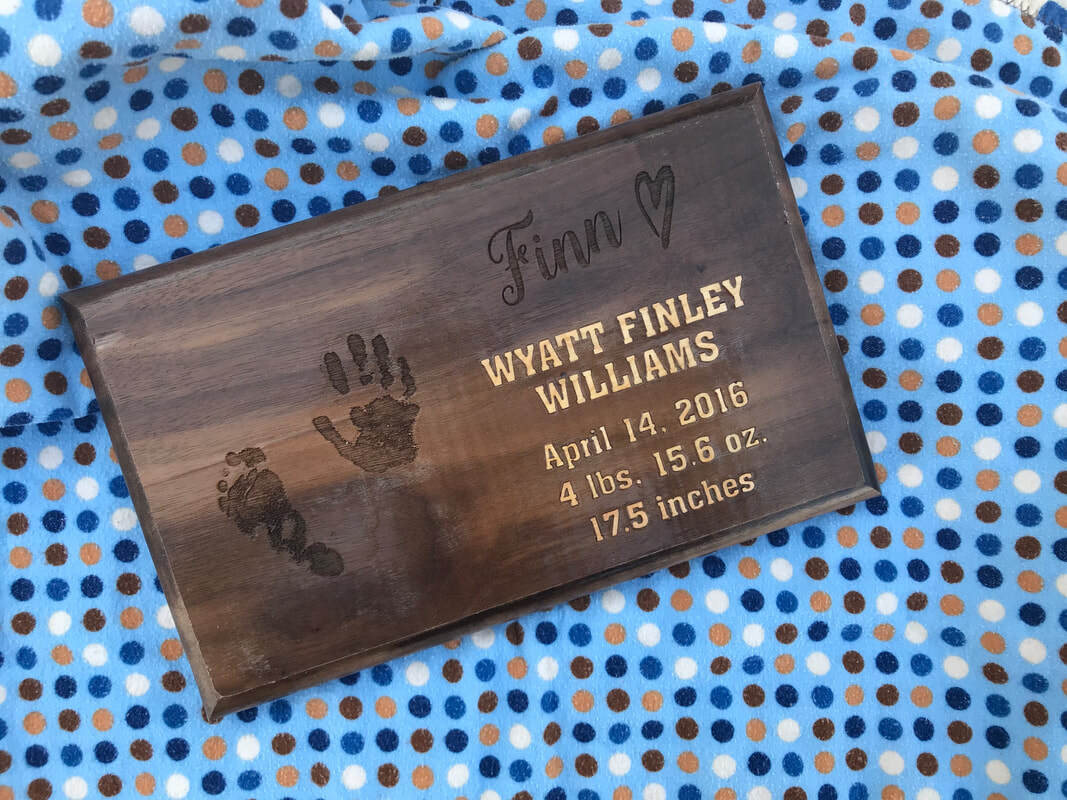 Finn
WYATT FINLEY
WILLIAMS
April 14, 2016
4 lbs, 15.6 oz.
17.5 inches